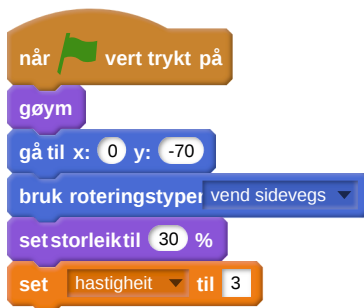 når vert trykt på
gøym
gå til x: 0 y: -70
bruk roteringstypen vend sidevegs
set storleik til 30 %
set hastigheit til 3